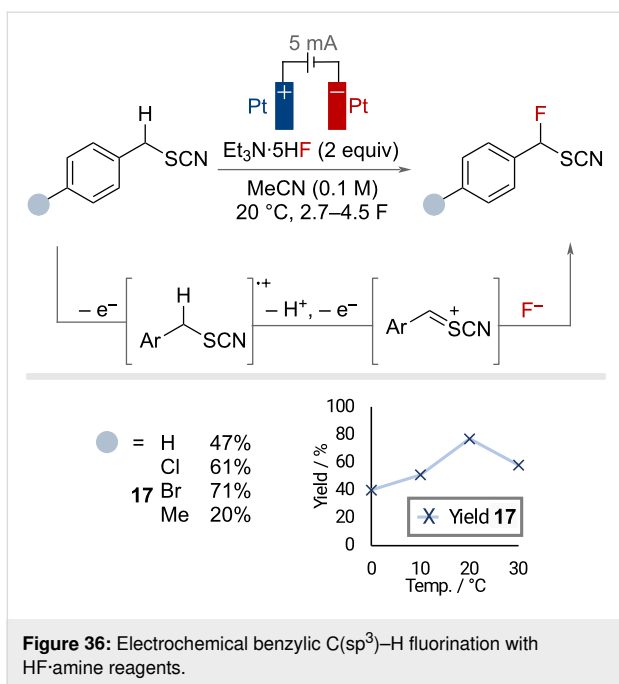 5 mA
+
−
Pt
Pt
H
SCN
Et₃N·5HF (2 equiv)
MeCN (0.1 M)
20 °C, 2.7–4.5 F
F
SCN
– e⁻
H
Ar
SCN
•+
– H⁺, – e⁻
Ar
+
SCN
F⁻
= H 47%
Cl 61%
17 Br 71%
Me 20%
Yield / %
100
80
60
40
20
0
Yield 17
0 10 20 30
Temp. / °C
Figure 36: Electrochemical benzylic C(sp³)–H fluorination with
HF·amine reagents.